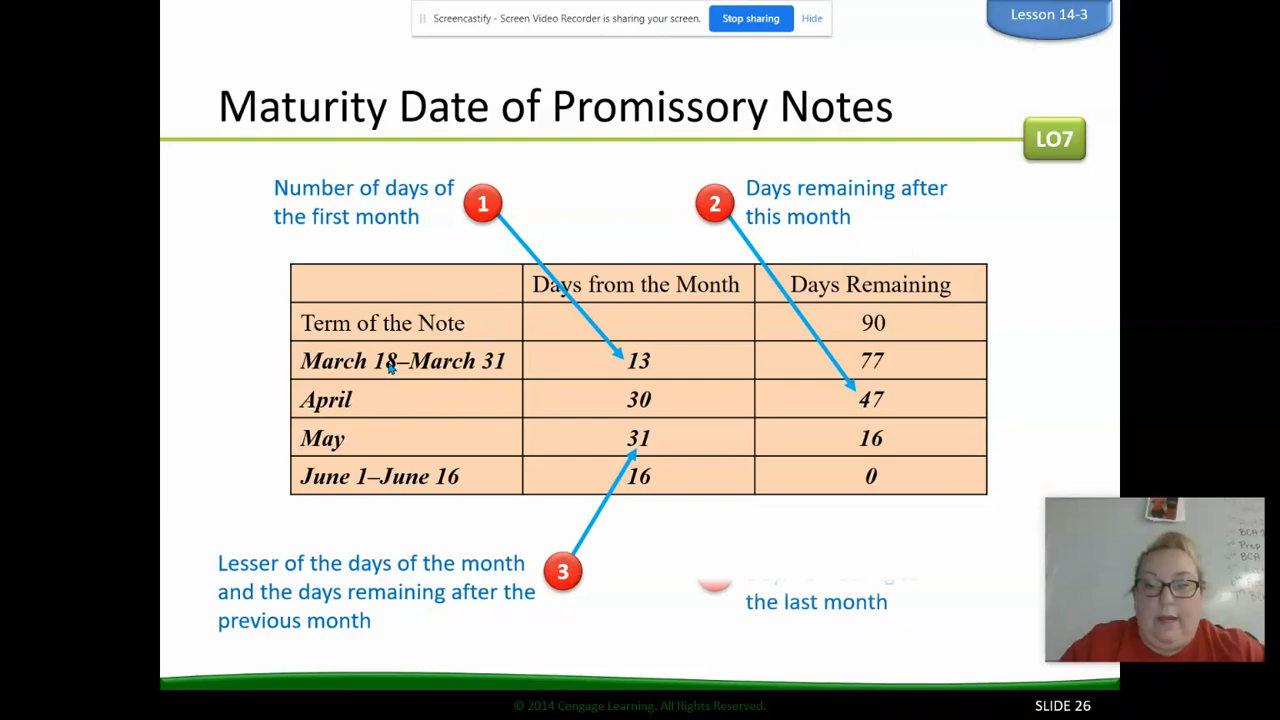 Screencastify - Screen Video Recorder is sharing your screen. Stop sharing Hide
Lesson 14-3
Maturity Date of Promissory Notes
LO7
Number of days of
the first month
1
2
Days remaining after
this month
Days from the Month Days Remaining
Term of the Note 90
March 18–March 31 13 77
April 30 47
May 31 16
June 1–June 16 16 0
Lesser of the days of the month
and the days remaining after the
previous month
3
the last month
© 2014 Cengage Learning. All Rights Reserved.
SLIDE 26